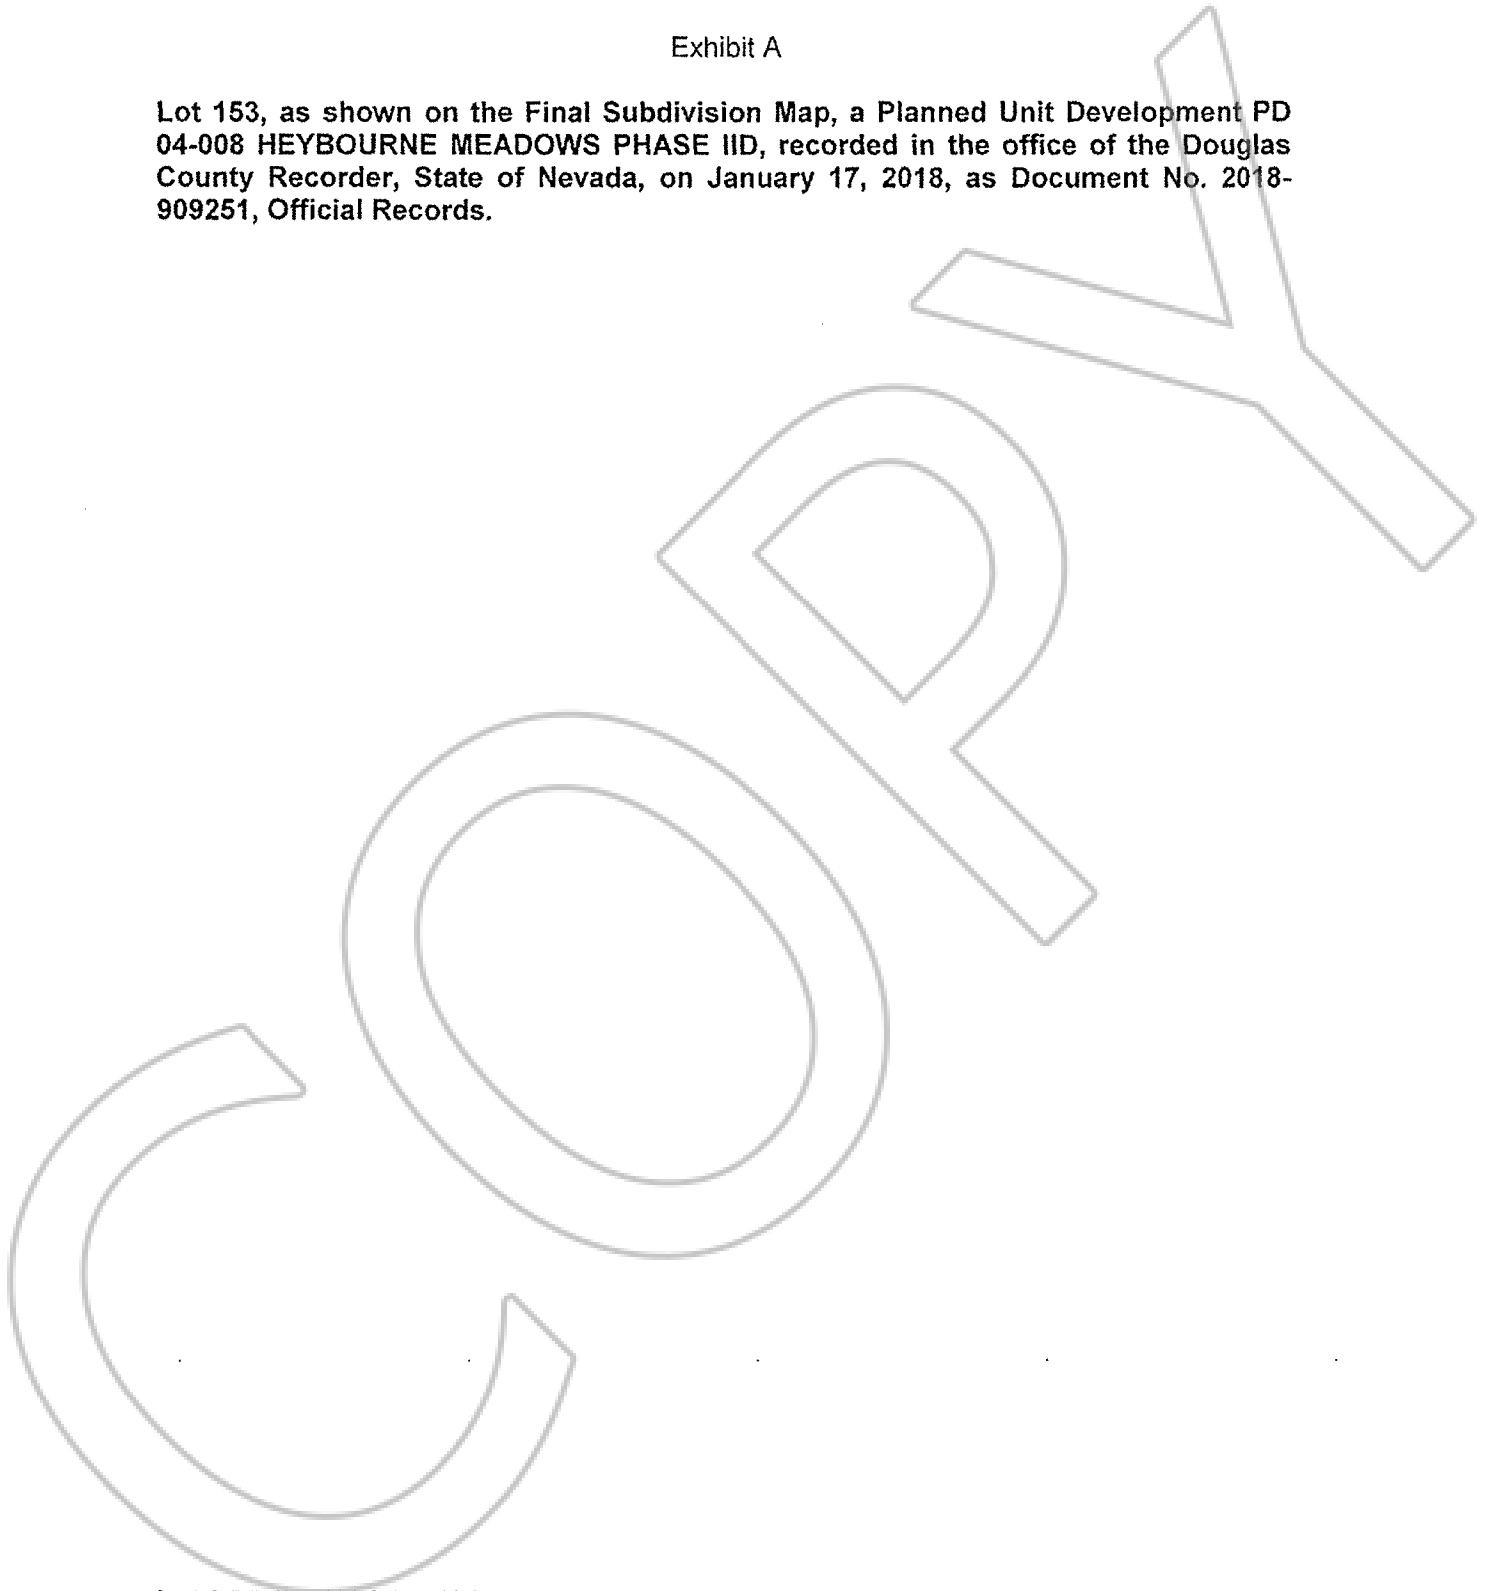 Exhibit A
Lot 153, as shown on the Final Subdivision Map, a Planned Unit Development PD
04-008 HEYBOURNE MEADOWS PHASE IID, recorded in the office of the Douglas
County Recorder, State of Nevada, on January 17, 2018, as Document No. 2018-
909251, Official Records.
COPY